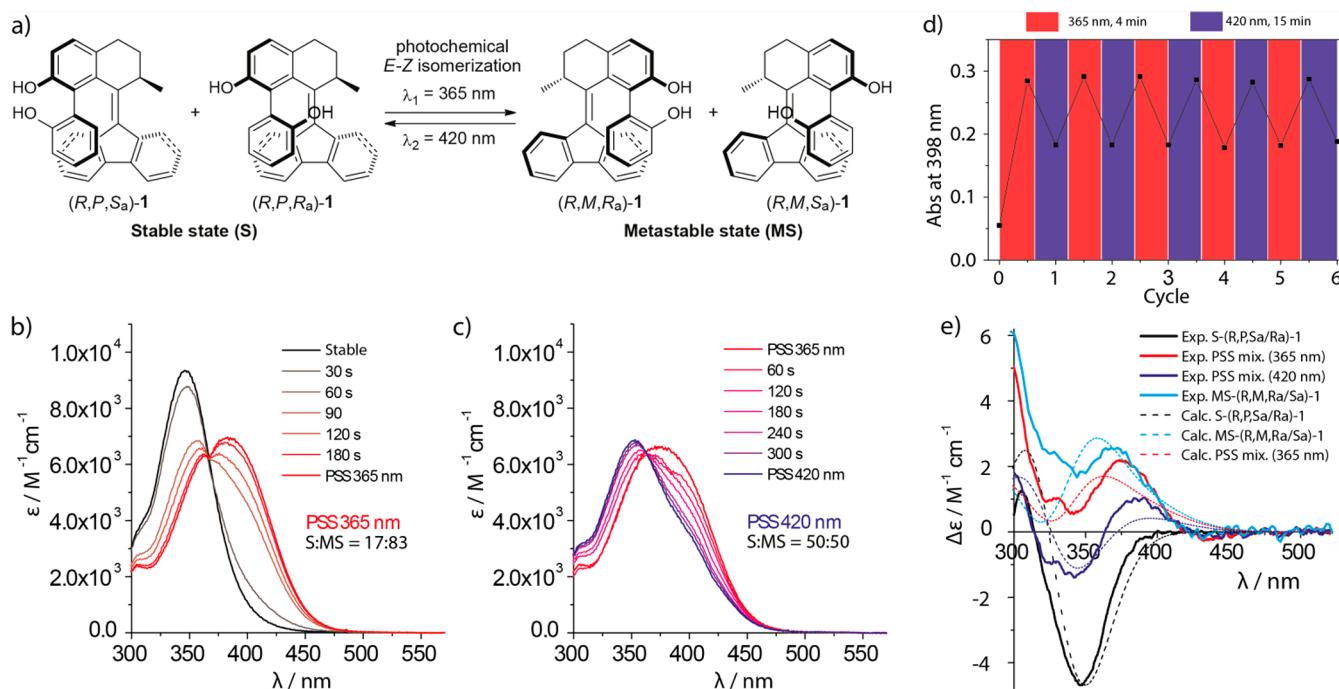 a)
HO
HO
+
HO
OH
photochemical
E-Z isomerization
λ1 = 365 nm
λ2 = 420 nm
OH
OH
+
OH
HO
(R,P,Sa)-1
(R,P,Ra)-1
(R,M,Ra)-1
(R,M,Sa)-1
Stable state (S)
Metastable state (MS)
d)
365 nm, 4 min
420 nm, 15 min
Abs at 398 nm
0.3
0.2
0.1
0.0
0 1 2 3 4 5 6
Cycle
b)
ε / M⁻¹cm⁻¹
1.0x10⁴
8.0x10³
6.0x10³
4.0x10³
2.0x10³
0.0
Stable
30 s
60 s
90
120 s
180 s
PSS 365 nm
PSS 365 nm
S:MS = 17:83
300 350 400 450 500 550
λ / nm
c)
ε / M⁻¹cm⁻¹
1.0x10⁴
8.0x10³
6.0x10³
4.0x10³
2.0x10³
0.0
PSS 365 nm
60 s
120 s
180 s
240 s
300 s
PSS 420 nm
PSS 420 nm
S:MS = 50:50
300 350 400 450 500 550
λ / nm
e)
Δε / M⁻¹ cm⁻¹
6
4
2
0
-2
-4
Exp. S-(R,P,Sa/Ra)-1
Exp. PSS mix. (365 nm)
Exp. PSS mix. (420 nm)
Exp. MS-(R,M,Ra/Sa)-1
Calc. S-(R,P,Sa/Ra)-1
Calc. MS-(R,M,Ra/Sa)-1
Calc. PSS mix. (365 nm)
300 350 400 450 500
λ / nm